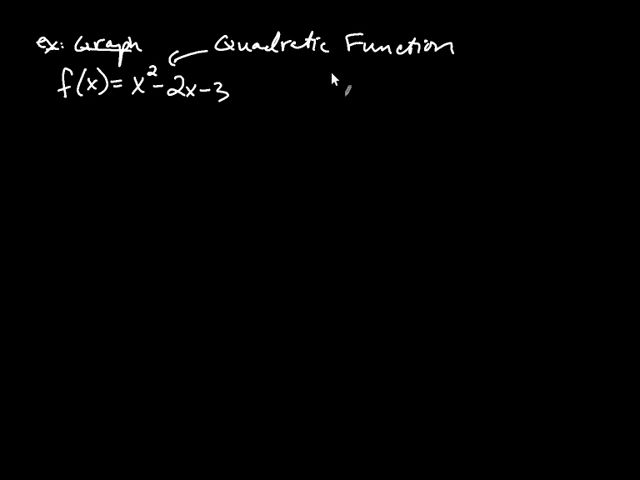 ex: Graph Quadratic Function
f(x)= x²-2x-3